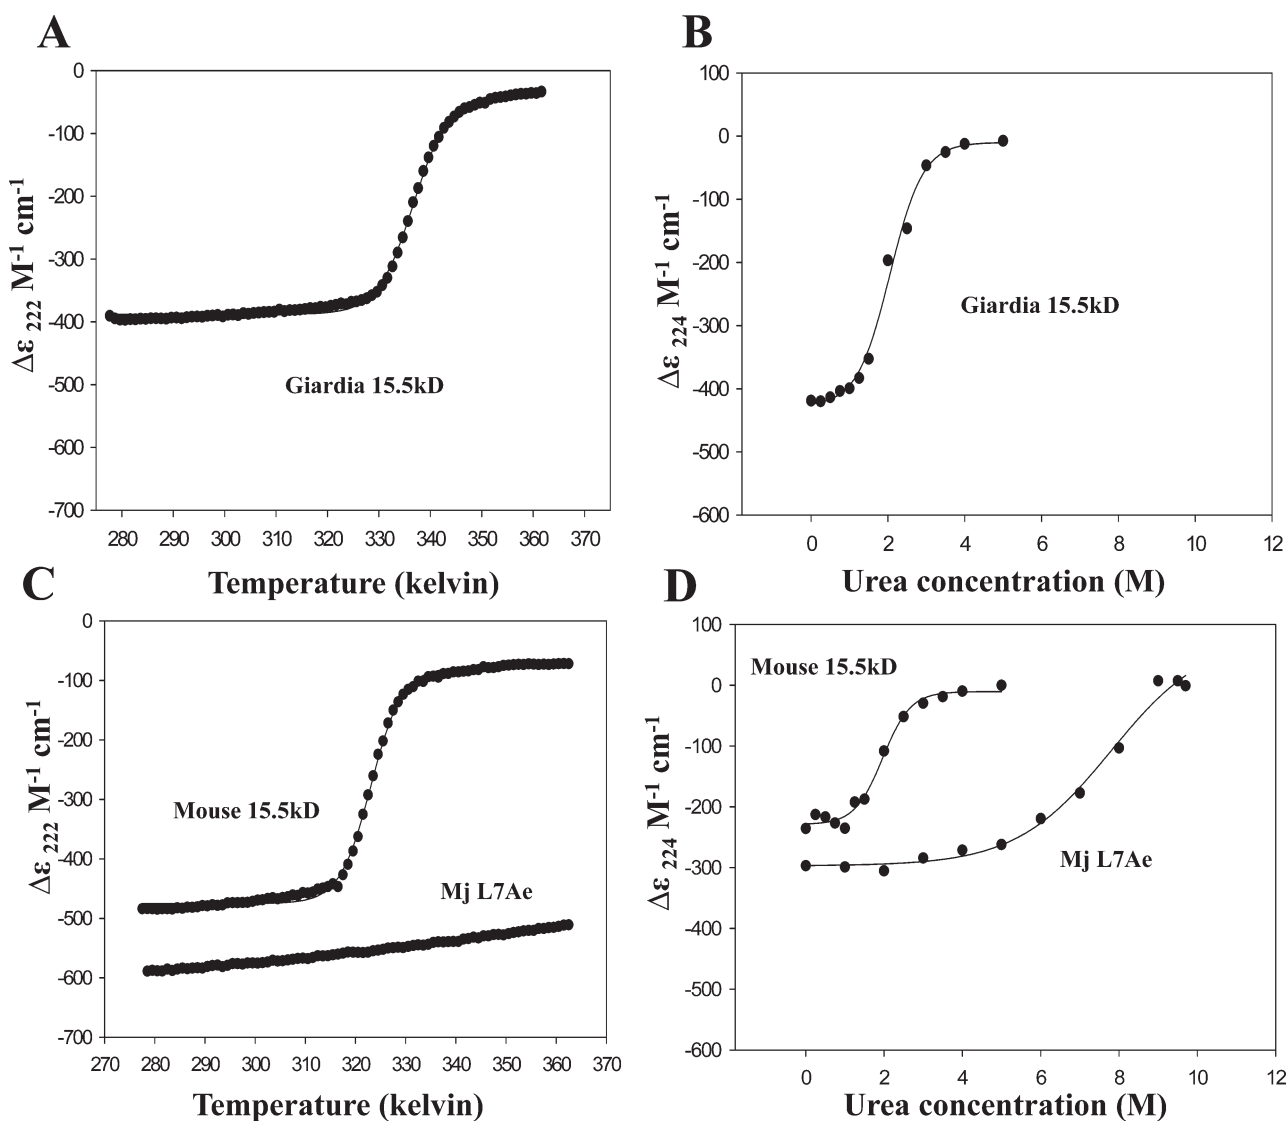 A
0
-100
-200
-300
-400
-500
-600
-700
Δε 222 M-1 cm-1
Giardia 15.5kD
280 290 300 310 320 330 340 350 360 370
Temperature (kelvin)
B
100
0
-100
-200
-300
-400
-500
-600
Δε 224 M-1 cm-1
Giardia 15.5kD
0 2 4 6 8 10 12
Urea concentration (M)
C
0
-100
-200
-300
-400
-500
-600
-700
Δε 222 M-1 cm-1
Mouse 15.5kD
Mj L7Ae
270 280 290 300 310 320 330 340 350 360 370
Temperature (kelvin)
D
100
0
-100
-200
-300
-400
-500
-600
Δε 224 M-1 cm-1
Mouse 15.5kD
Mj L7Ae
0 2 4 6 8 10 12
Urea concentration (M)